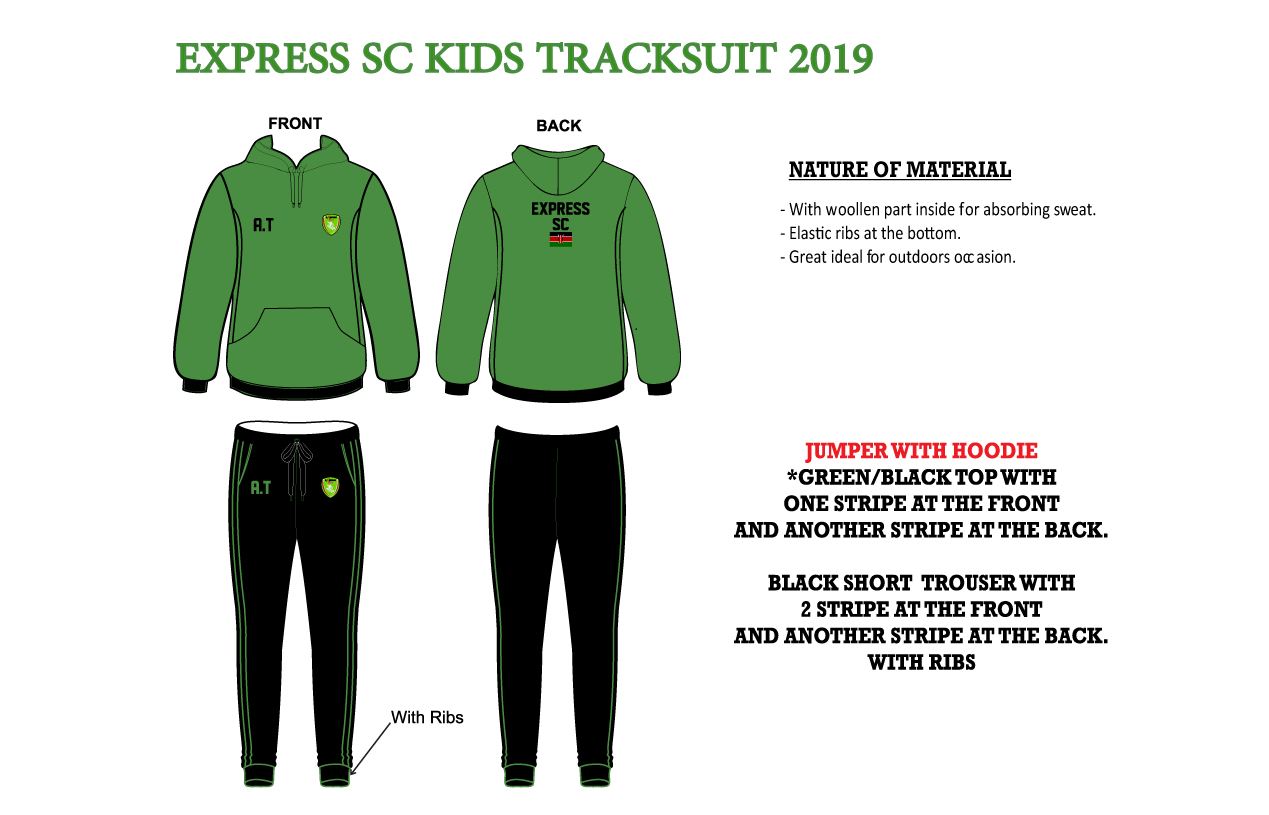 EXPRESS SC KIDS TRACKSUIT 2019
FRONT
BACK
A.T
EXPRESS
SC
NATURE OF MATERIAL
- With woollen part inside for absorbing sweat.
- Elastic ribs at the bottom.
- Great ideal for outdoors occasion.
A.T
JUMPER WITH HOODIE
*GREEN/BLACK TOP WITH
ONE STRIPE AT THE FRONT
AND ANOTHER STRIPE AT THE BACK.
BLACK SHORT TROUSER WITH
2 STRIPE AT THE FRONT
AND ANOTHER STRIPE AT THE BACK.
WITH RIBS
With Ribs